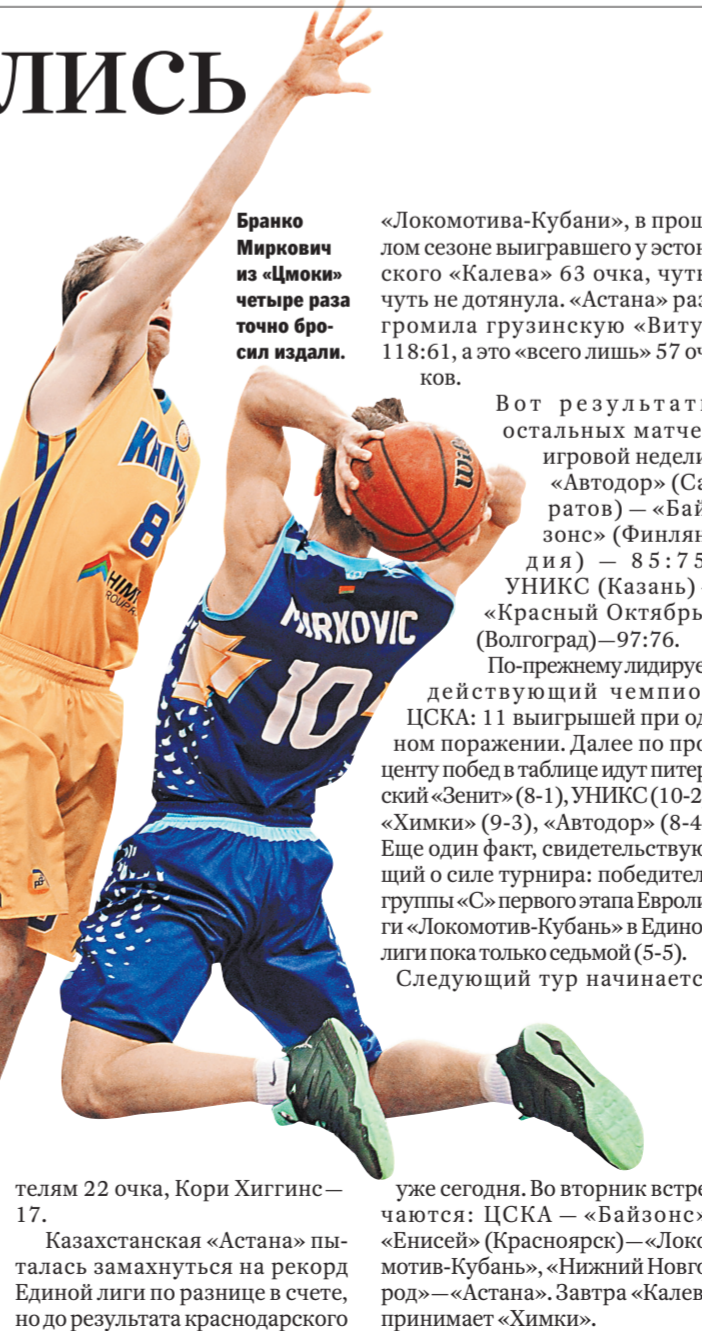 лись
Бранко
Миркович
из «Цмоки»
четыре раза
точно бро-
сил издали.
KHIMKI
8
HIMK
GROUP.R
Wil
MIRKOVIC
10
телям 22 очка, Кори Хиггинс—
17.
Казахстанская «Астана» пы-
талась замахнуться на рекорд
Единой лиги по разнице в счете,
но до результата краснодарского
«Локомотива-Кубани», в прош
лом сезоне выигравшего у эстон
ского «Калева» 63 очка, чуть
чуть не дотянула. «Астана» раз
громила грузинскую «Виту
118:61, а это «всего лишь» 57 оч
ков.
Вот результат
остальных матче
игровой недели
«Автодор» (Са
ратов) — «Бай
зонс» (Финлян
дия) — 85:75
УНИКС (Казань)
«Красный Октябрь
(Волгоград)—97:76.
По-прежнему лидируе
действующий чемпио
ЦСКА: 11 выигрышей при од
ном поражении. Далее по про
центу побед в таблице идут питер
ский «Зенит» (8-1), УНИКС (10-2
«Химки» (9-3), «Автодор» (8-4
Еще один факт, свидетельствую
щий о силе турнира: победител
группы «С» первого этапа Евроли
ги «Локомотив-Кубань» в Едино
лиги пока только седьмой (5-5).
Следующий тур начинаетс
уже сегодня. Во вторник встре
чаются: ЦСКА — «Байзонс»
«Енисей» (Красноярск)—«Локо
мотив-Кубань», «Нижний Новго
род»—«Астана». Завтра «Калев
принимает «Химки».